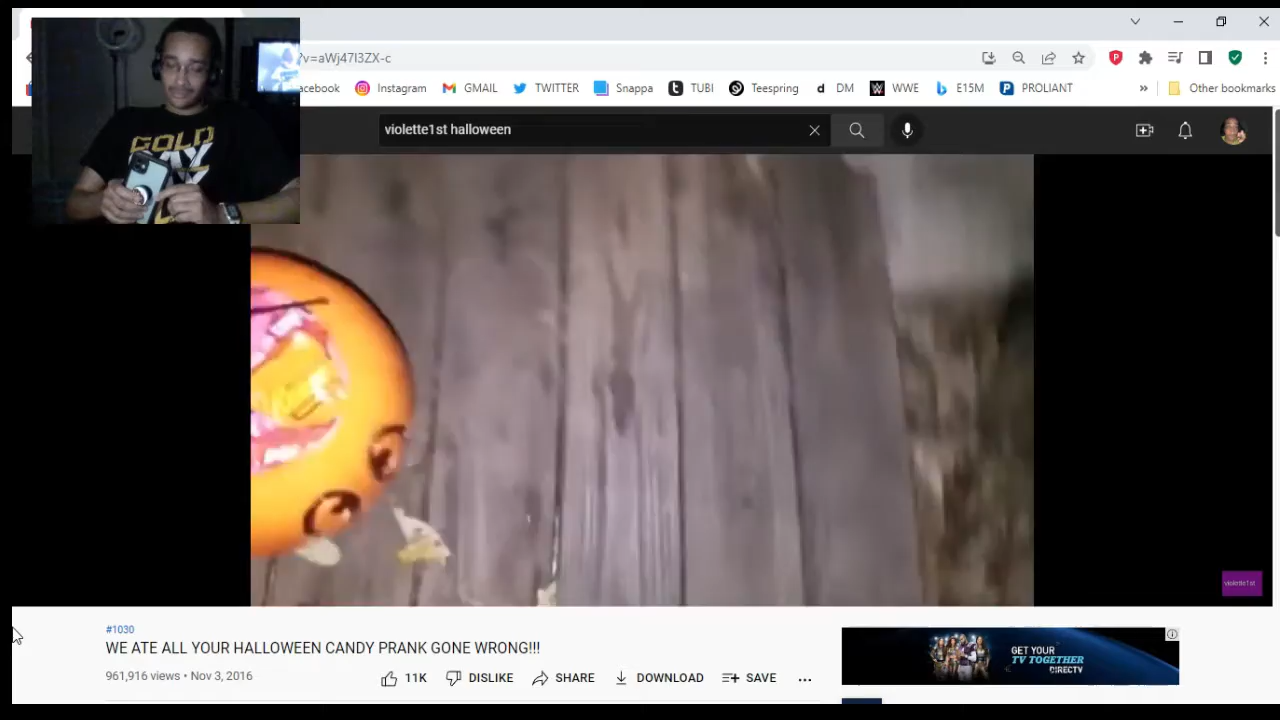 ?v=aWj47I3ZX-c
acebook Instagram GMAIL TWITTER Snappa TUBI Teespring DM WWE E15M PROLIANT » Other bookmarks
violette1st halloween
GOLD
violette1st
#1030
WE ATE ALL YOUR HALLOWEEN CANDY PRANK GONE WRONG!!!
961,916 views • Nov 3, 2016
11K DISLIKE SHARE DOWNLOAD SAVE ...
GET YOUR
TV TOGETHER
DIRECTV